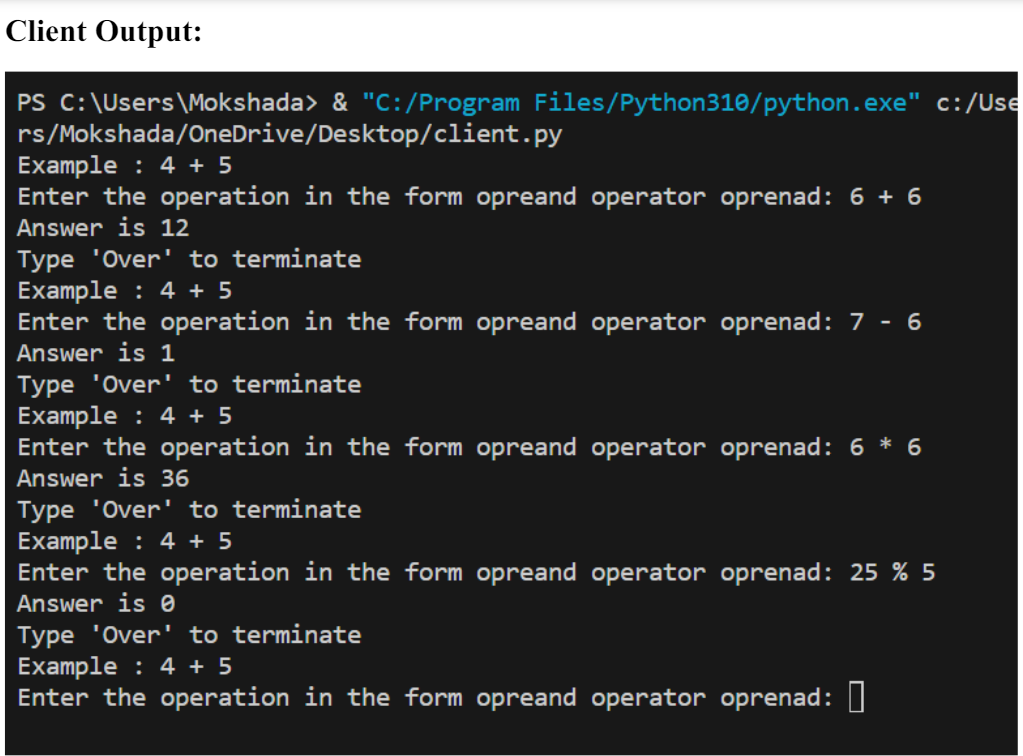 Client Output:
PS C:\Users\Mokshada> & "C:/Program Files/Python310/python.exe" c:/Use
rs/Mokshada/OneDrive/Desktop/client.py
Example : 4 + 5
Enter the operation in the form opreand operator oprenad: 6 + 6
Answer is 12
Type 'Over' to terminate
Example : 4 + 5
Enter the operation in the form opreand operator oprenad: 7 - 6
Answer is 1
Type 'Over' to terminate
Example : 4 + 5
Enter the operation in the form opreand operator oprenad: 6 * 6
Answer is 36
Type 'Over' to terminate
Example : 4 + 5
Enter the operation in the form opreand operator oprenad: 25 % 5
Answer is 0
Type 'Over' to terminate
Example : 4 + 5
Enter the operation in the form opreand operator oprenad: